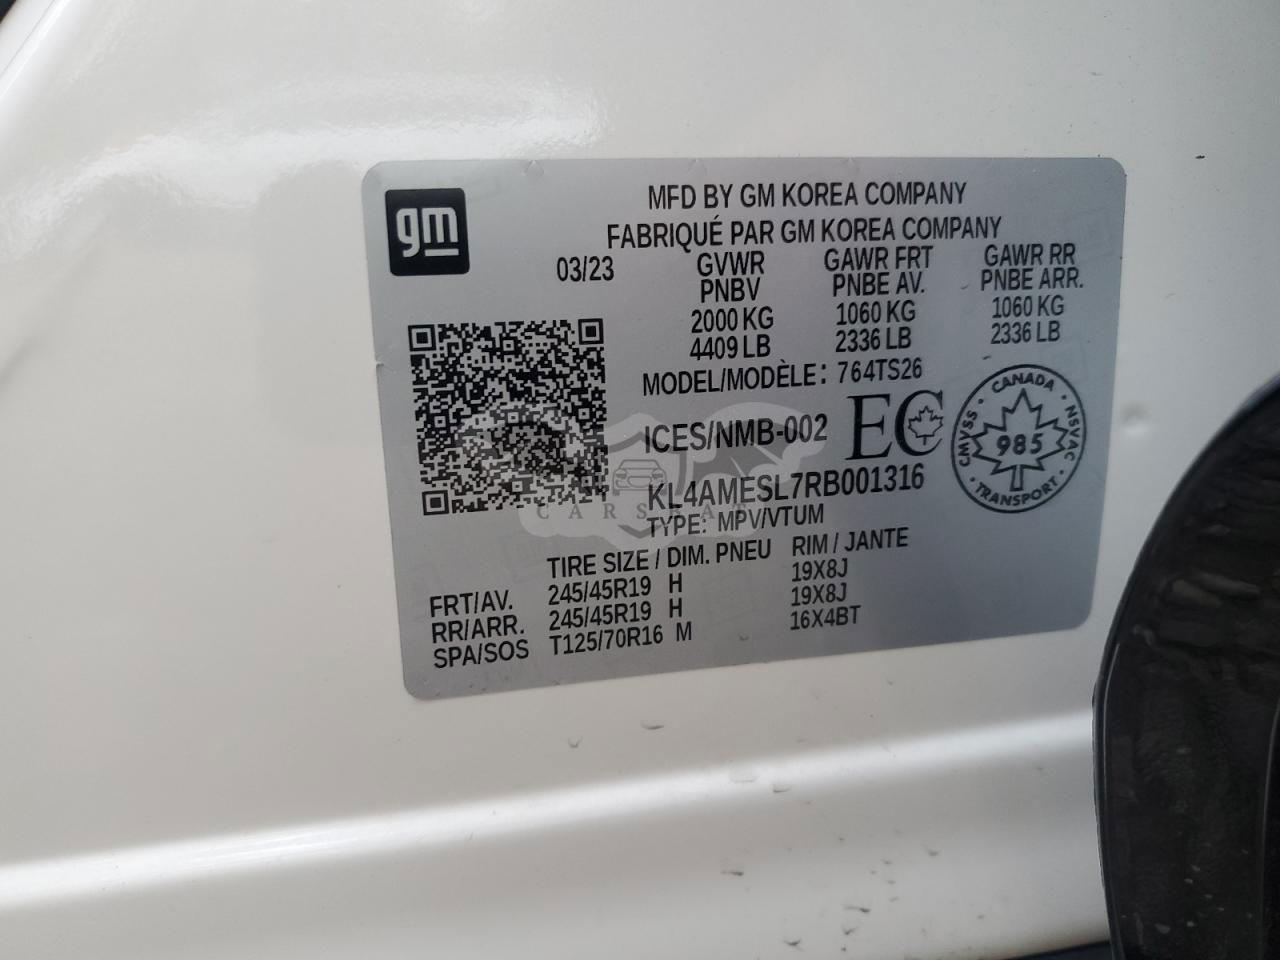 gm
MFD BY GM KOREA COMPANY
FABRIQUÉ PAR GM KOREA COMPANY
03/23 GVWR GAWR FRT GAWR RR
PNBV PNBE AV. PNBE ARR.
2000 KG 1060 KG 1060 KG
4409 LB 2336 LB 2336 LB
MODEL/MODÈLE: 764TS26
ICES/NMB-002 EC
CANADA
CMVSS 985 NSVAC
TRANSPORT
KL4AMESL7RB001316
CARSBAT
TYPE: MPV/VTUM
TIRE SIZE / DIM. PNEU RIM / JANTE
FRT/AV. 245/45R19 H 19X8J
RR/ARR. 245/45R19 H 19X8J
SPA/SOS T125/70R16 M 16X4BT